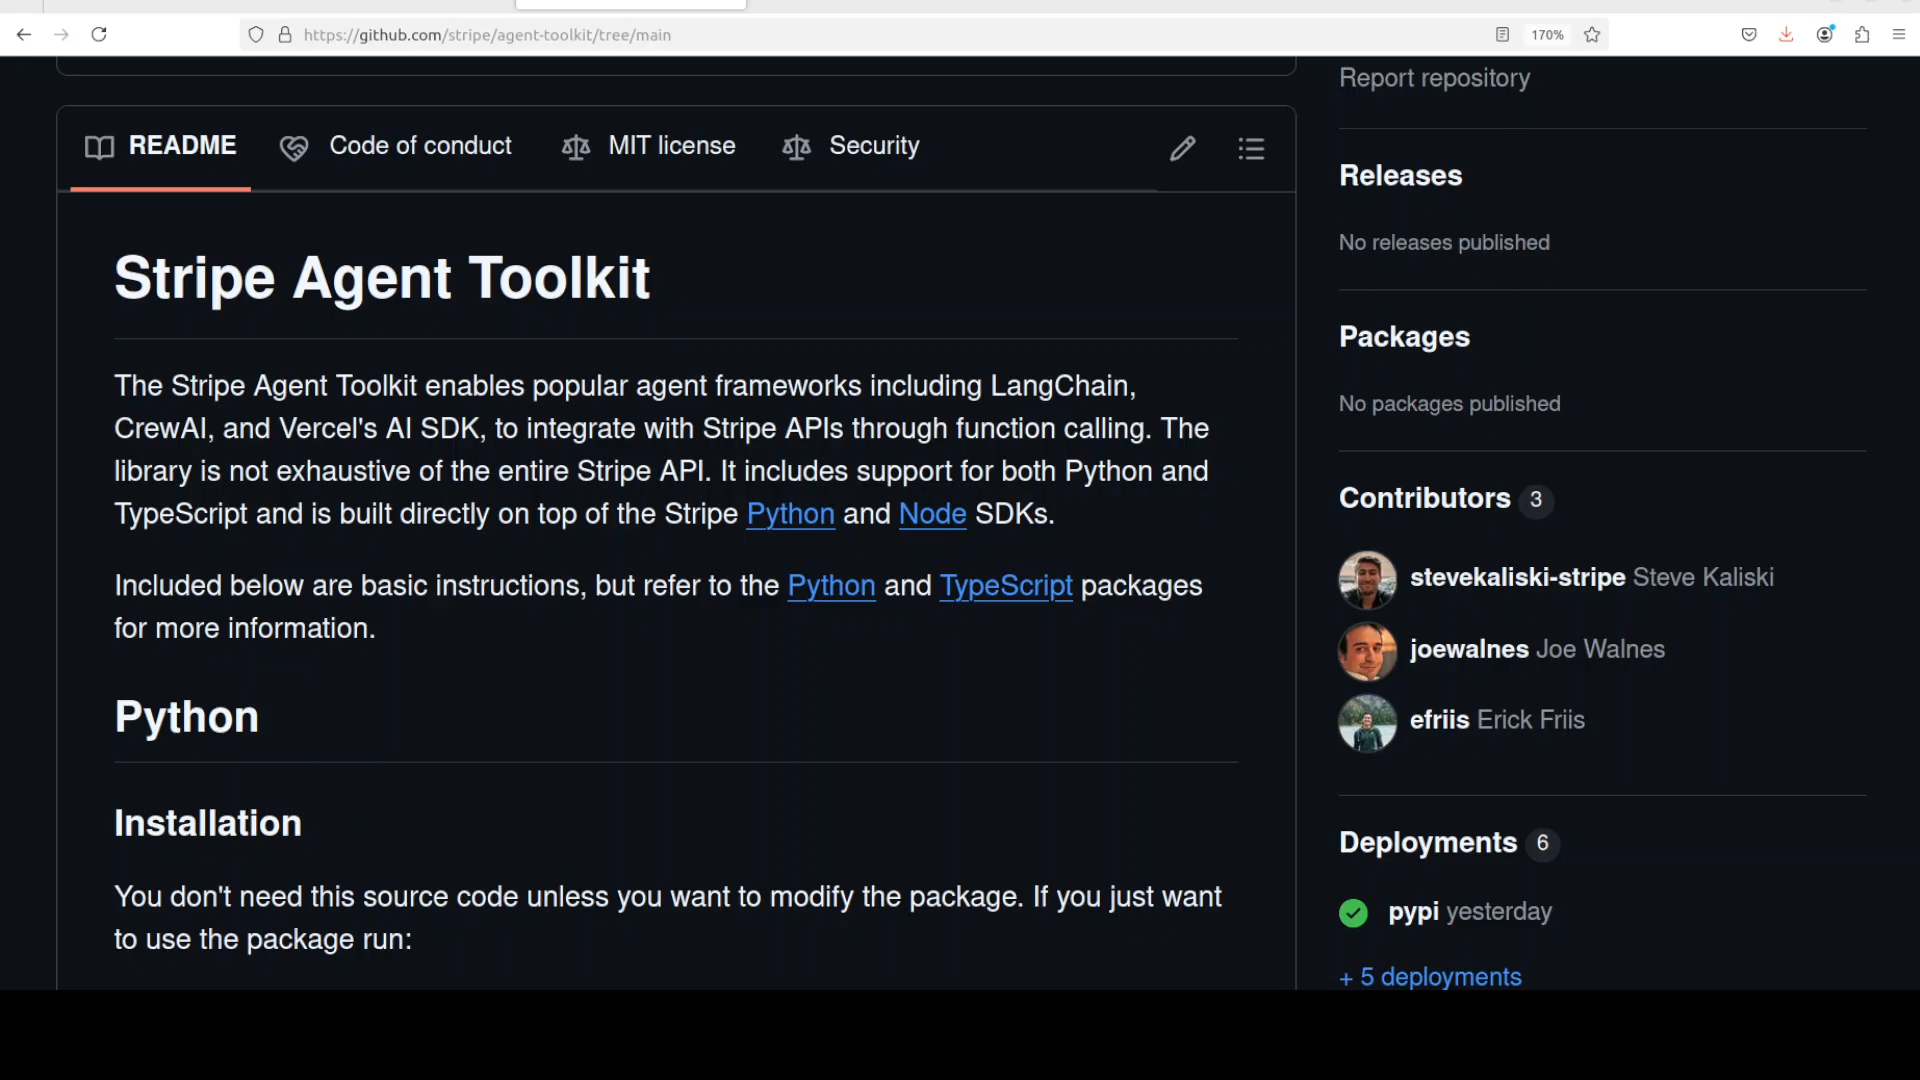 https://github.com/stripe/agent-toolkit/tree/main
170%
README
Code of conduct
MIT license
Security
Stripe Agent Toolkit
The Stripe Agent Toolkit enables popular agent frameworks including LangChain,
CrewAI, and Vercel's AI SDK, to integrate with Stripe APIs through function calling. The
library is not exhaustive of the entire Stripe API. It includes support for both Python and
TypeScript and is built directly on top of the Stripe Python and Node SDKs.
Included below are basic instructions, but refer to the Python and TypeScript packages
for more information.
Python
Installation
You don't need this source code unless you want to modify the package. If you just want
to use the package run:
Report repository
Releases
No releases published
Packages
No packages published
Contributors 3
stevekaliski-stripe Steve Kaliski
joewalnes Joe Walnes
efriis Erick Friis
Deployments 6
pypi yesterday
+ 5 deployments